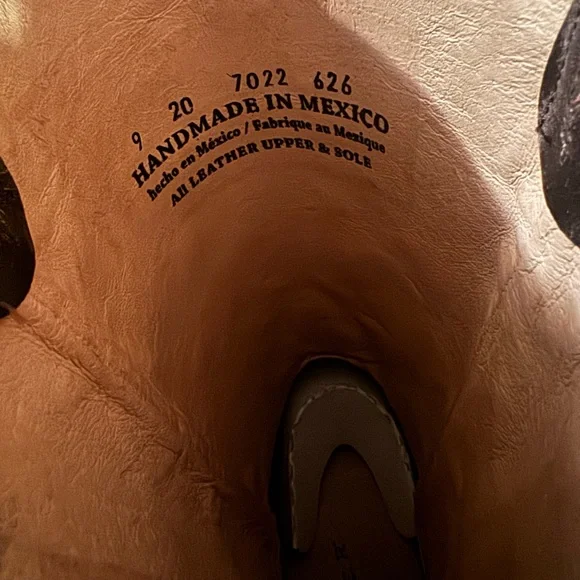 9 20 7022 626
HANDMADE IN MEXICO
hecho en México / Fabrique au Mexique
All LEATHER UPPER & SOLE